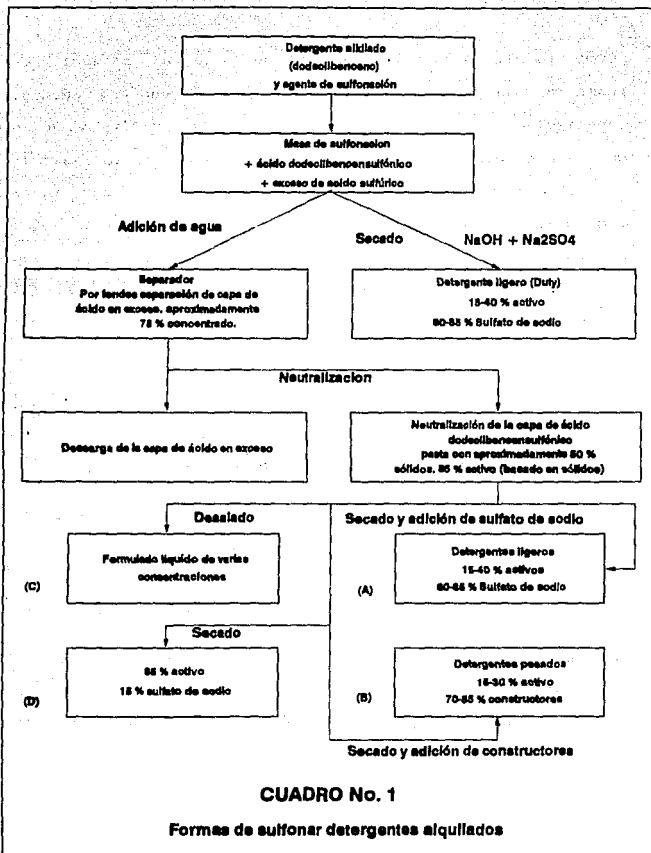 Detergente alkilado
(dodecilbenceno)
y agente de sulfonación
Masa de sulfonacion
+ ácido dodecilbencensulfónico
+ exceso de acido sulfúrico
Adición de agua
Secado
NaOH + Na2SO4
Separador
Por fondos separación de capa de
ácido en exceso, aproximadamente
78 % concentrado.
Detergente ligero (Duty)
15-40 % activo
60-85 % Sulfato de sodio
Neutralizacion
Descarga de la capa de ácido en exceso
Neutralización de la capa de ácido
dodecilbencensulfónico
pasta con aproximadamente 50 %
sólidos, 85 % activo (basado en sólidos)
Desalado
Secado y adición de sulfato de sodio
Formulado líquido de varias
concentraciones
(C)
Detergentes ligeros
15-40 % activos
60-85 % Sulfato de sodio
(A)
Secado
85 % activo
15 % sulfato de sodio
(D)
Detergentes pesados
15-30 % activo
70-85 % constructores
(B)
Secado y adición de constructores
CUADRO No. 1
Formas de sulfonar detergentes alquilados